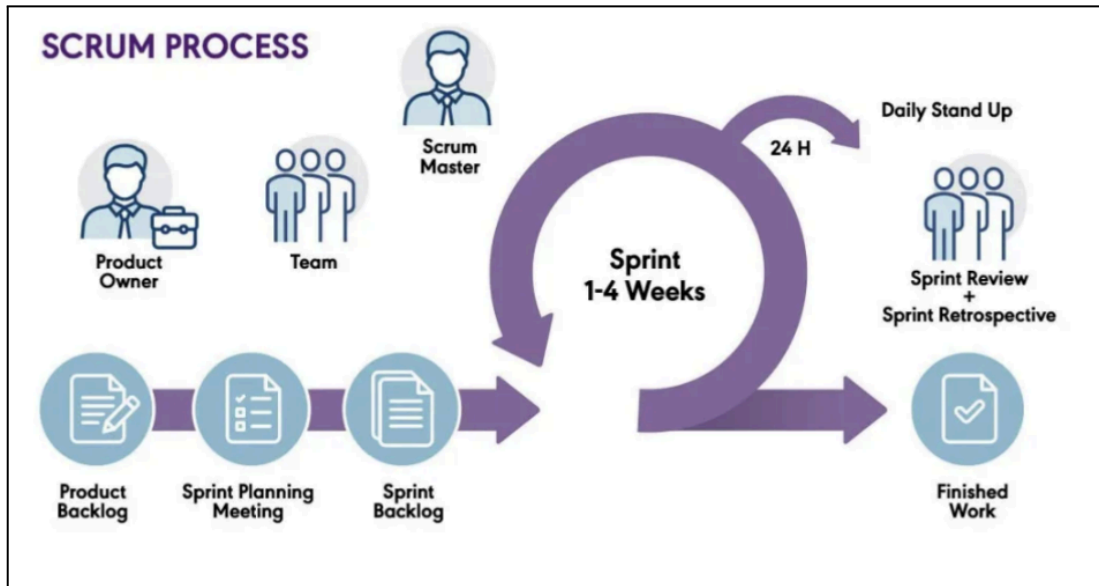 SCRUM PROCESS
Scrum
Master
Product
Owner
Team
Daily Stand Up
24 H
Sprint
1-4 Weeks
Sprint Review
+
Sprint Retrospective
Product
Backlog
Sprint Planning
Meeting
Sprint
Backlog
Finished
Work